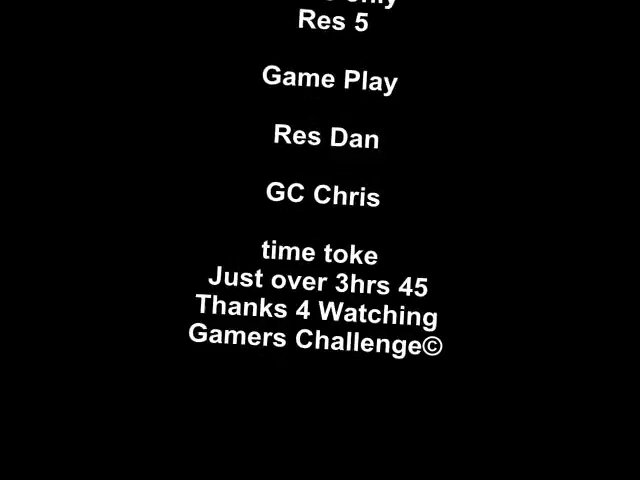 Res 5
Game Play
Res Dan
GC Chris
time toke
Just over 3hrs 45
Thanks 4 Watching
Gamers Challenge©